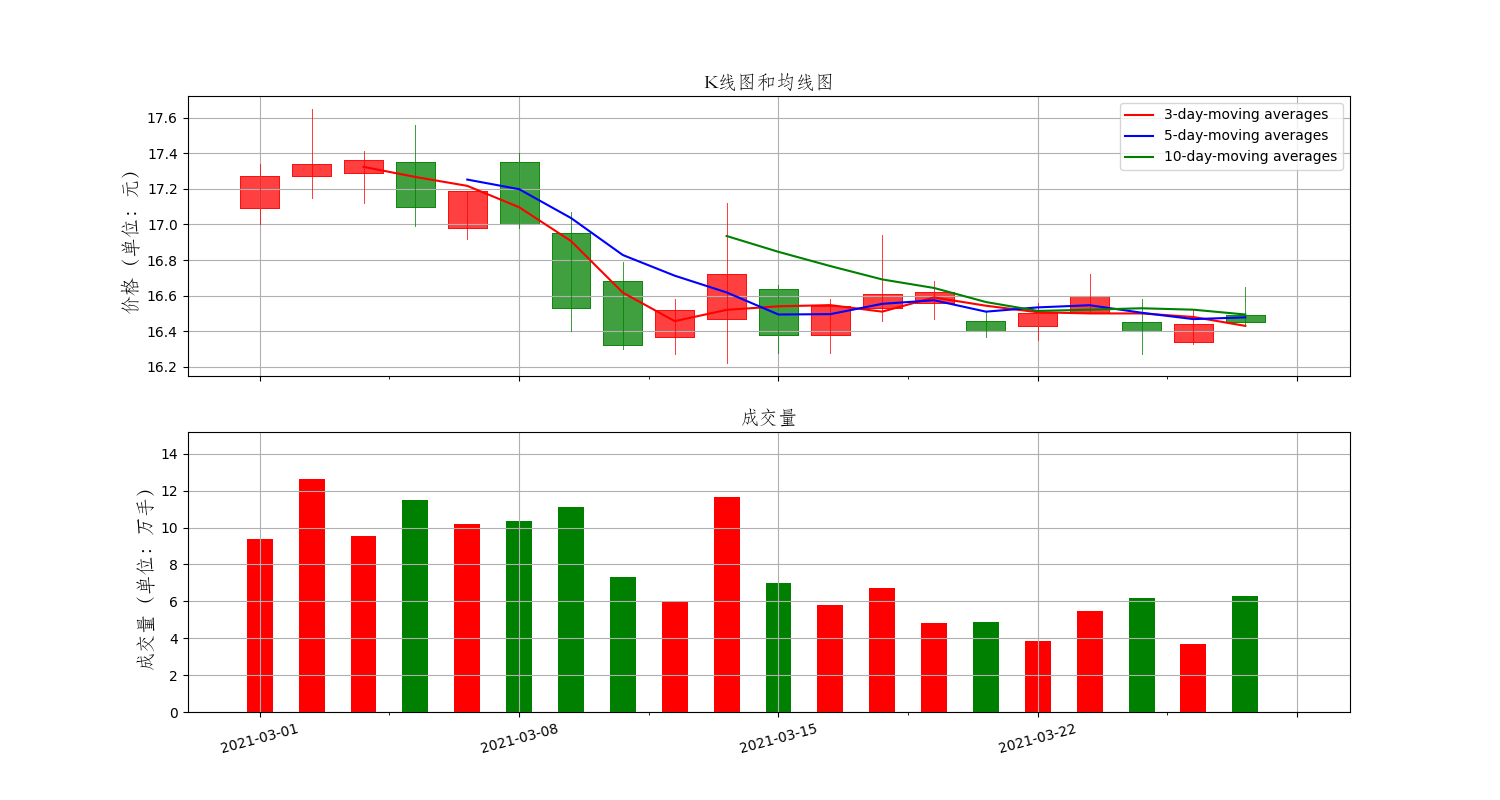 K线图和均线图
价格 (单位: 元)
17.6
17.4
17.2
17.0
16.8
16.6
16.4
16.2
3-day-moving averages
5-day-moving averages
10-day-moving averages
成交量
成交量 (单位: 万手)
14
12
10
8
6
4
2
0
2021-03-01
2021-03-08
2021-03-15
2021-03-22